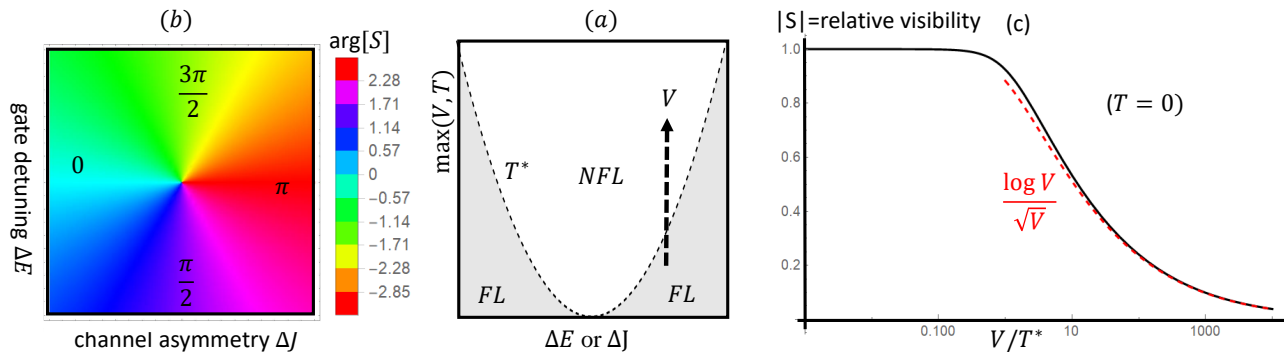 (b)
arg[S]
3π/2
0
π
π/2
gate detuning ΔE
channel asymmetry ΔJ
2.28
1.71
1.14
0.57
0
−0.57
−1.14
−1.71
−2.28
−2.85
(a)
max(V, T)
V
T*
NFL
FL
FL
ΔE or ΔJ
|S|=relative visibility
(c)
1.0
0.8
0.6
0.4
0.2
(T = 0)
log V
√V
0.100
10
1000
V/T*